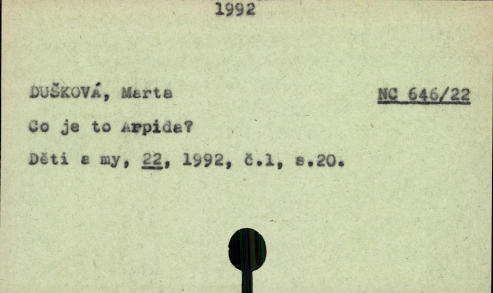 1992
DUŠKOVÁ, Marta NC 646/22
Co je to Arpida?
Děti a my, 22, 1992, č.1, s.20.